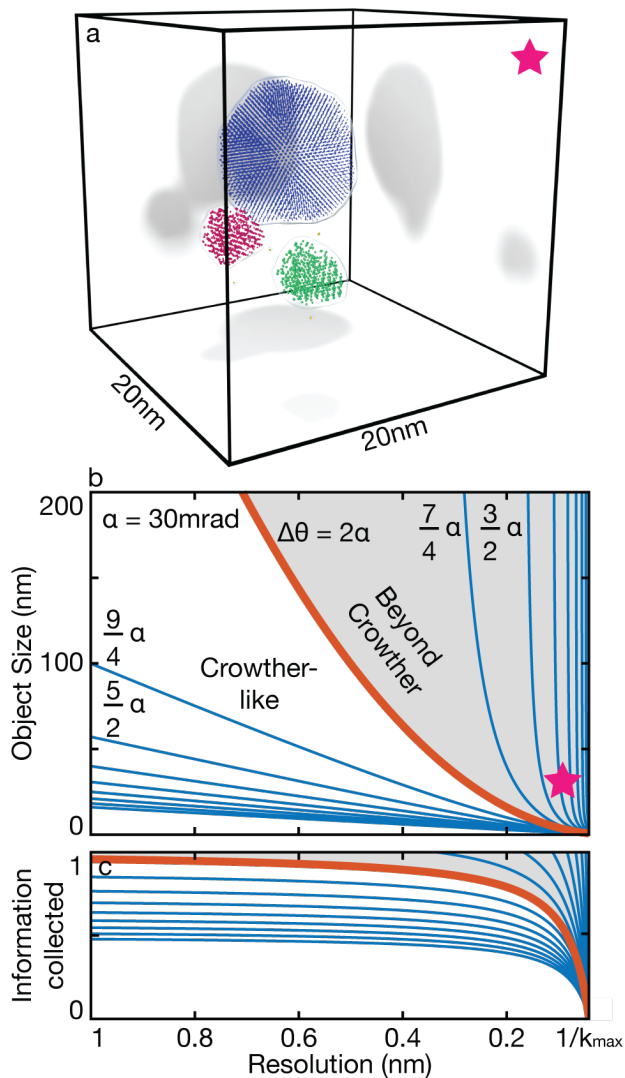 a
20nm
20nm
b
200
α = 30mrad
Δθ = 2α
7/4 α
3/2 α
Beyond
Crowther
9/4 α
5/2 α
Crowther-
like
Object Size (nm)
100
0
c
1
Information
collected
0
1
0.8
0.6
0.4
0.2
1/kmax
Resolution (nm)